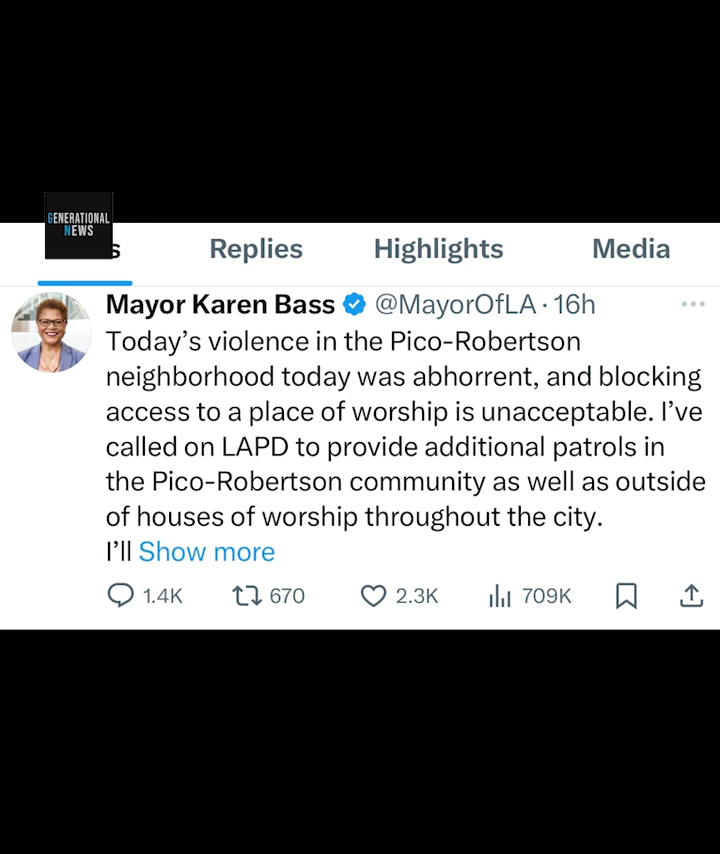 GENERATIONAL
NEWS
s
Replies
Highlights
Media
Mayor Karen Bass @MayorOfLA · 16h
Today’s violence in the Pico-Robertson
neighborhood today was abhorrent, and blocking
access to a place of worship is unacceptable. I’ve
called on LAPD to provide additional patrols in
the Pico-Robertson community as well as outside
of houses of worship throughout the city.
I’ll Show more
1.4K
670
2.3K
709K